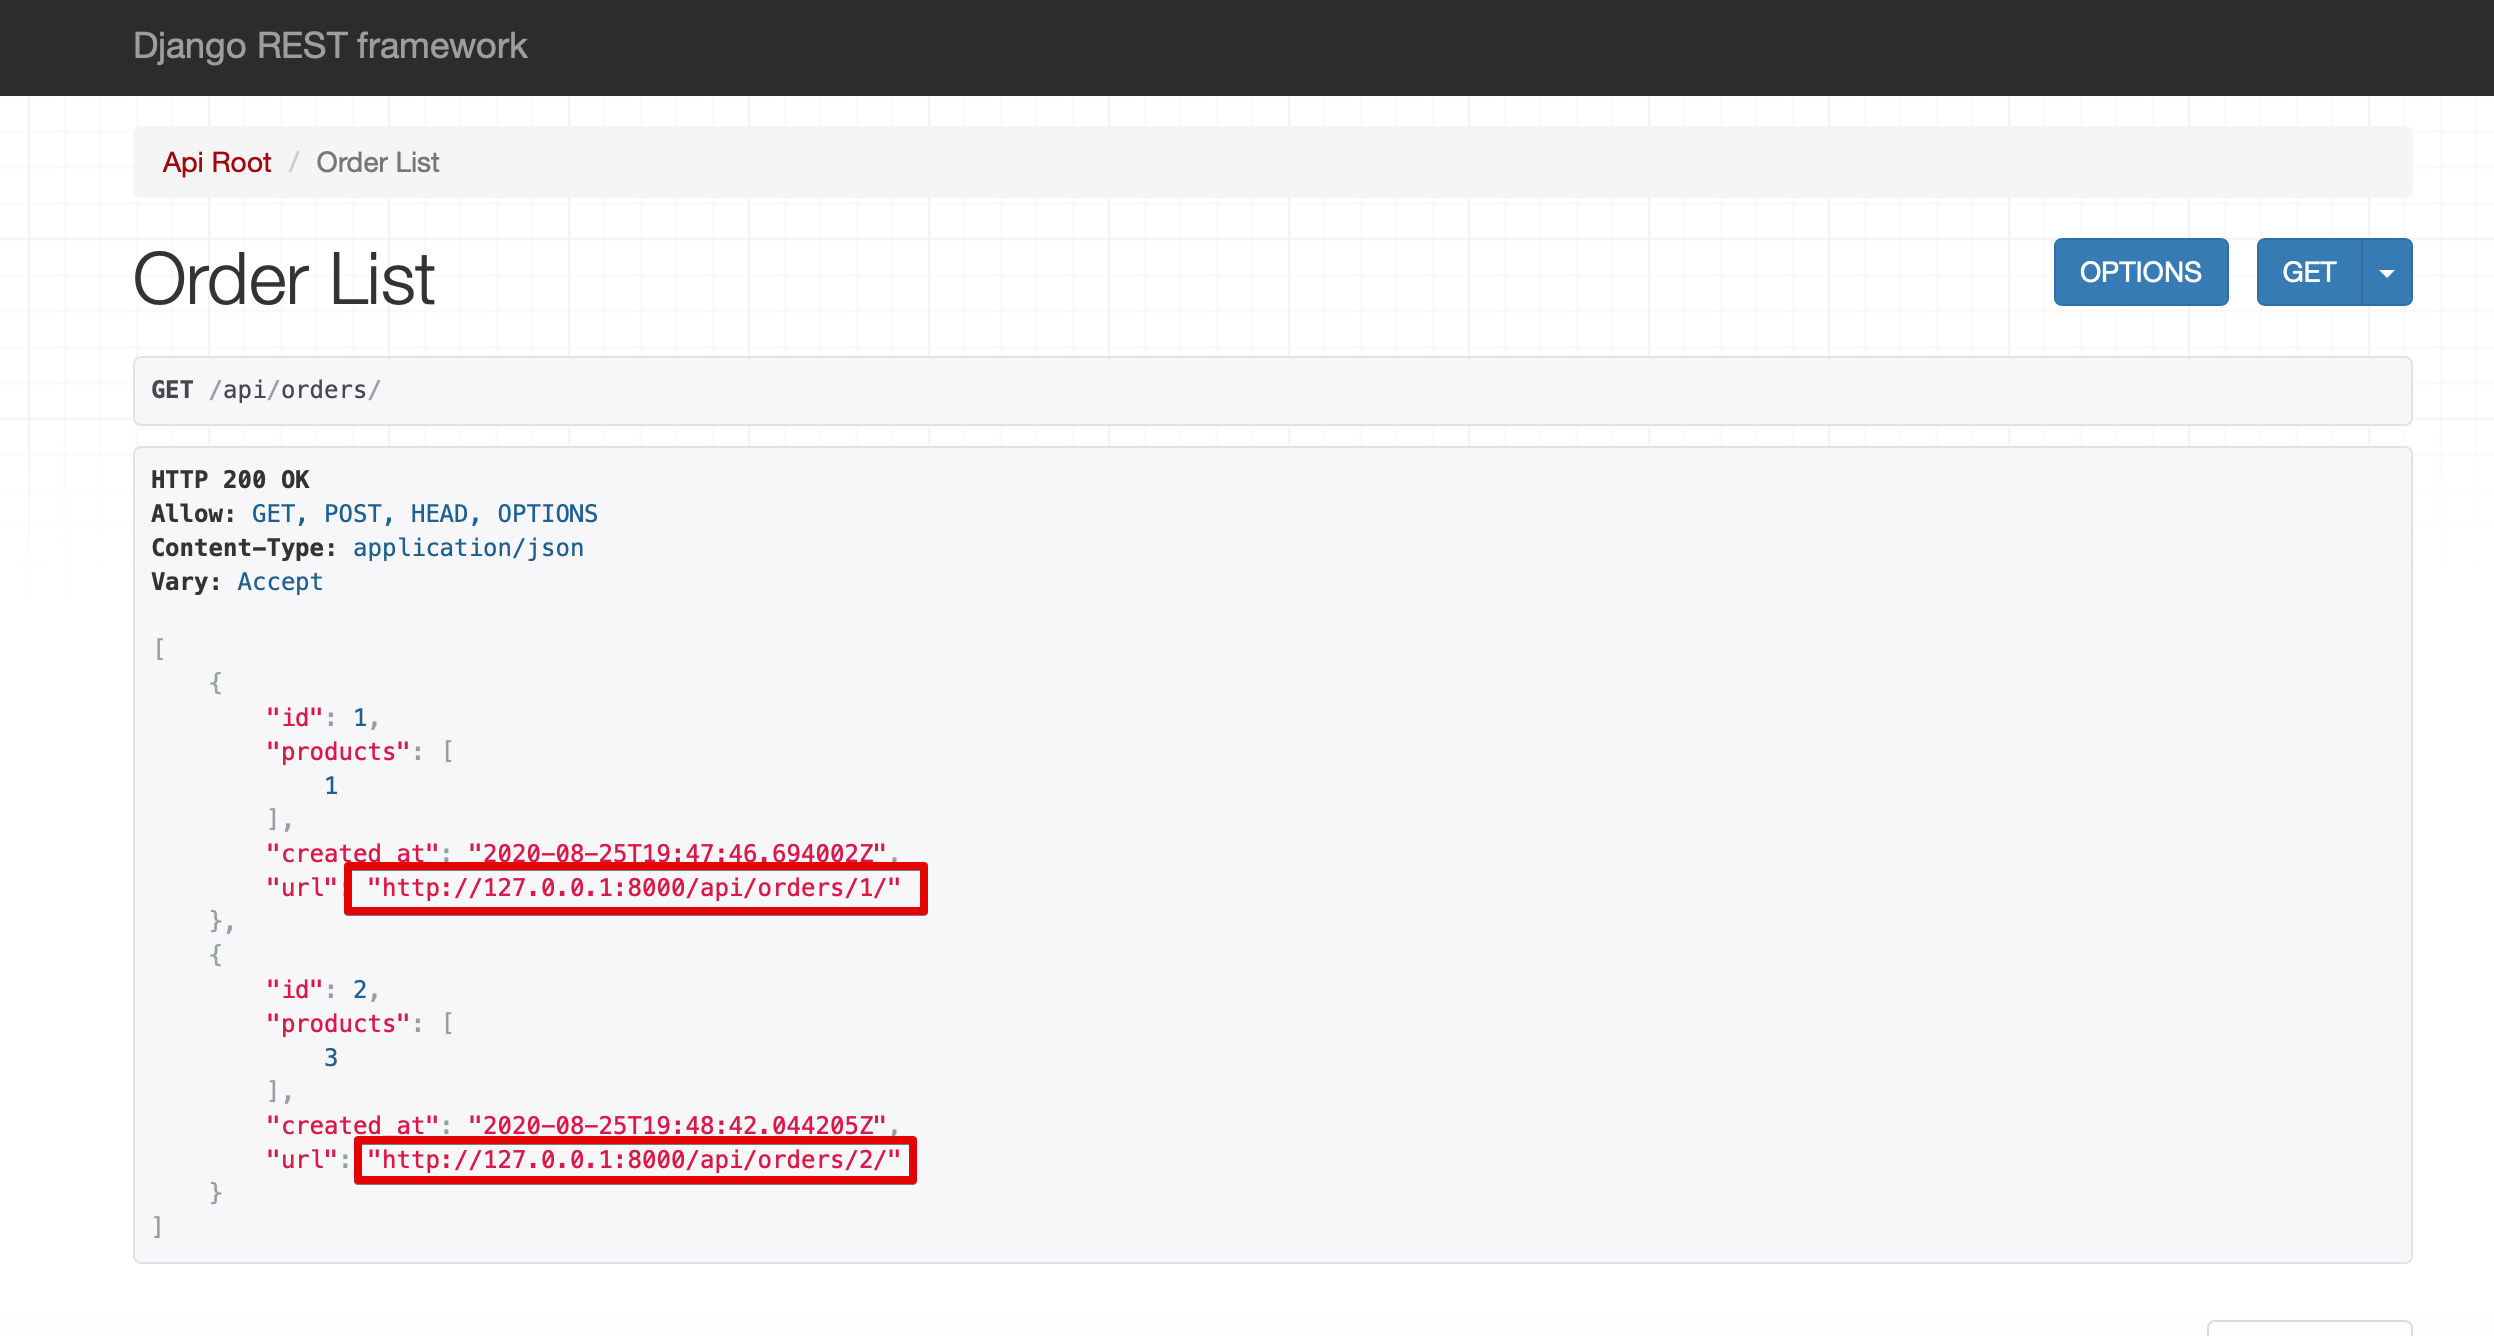 Django REST framework
Api Root / Order List
Order List
OPTIONS GET
GET /api/orders/
HTTP 200 OK
Allow: GET, POST, HEAD, OPTIONS
Content-Type: application/json
Vary: Accept
[
{
"id": 1,
"products": [
1
],
"created_at": "2020-08-25T19:47:46.694002Z",
"url": "http://127.0.0.1:8000/api/orders/1/"
},
{
"id": 2,
"products": [
3
],
"created_at": "2020-08-25T19:48:42.044205Z",
"url": "http://127.0.0.1:8000/api/orders/2/"
}
]